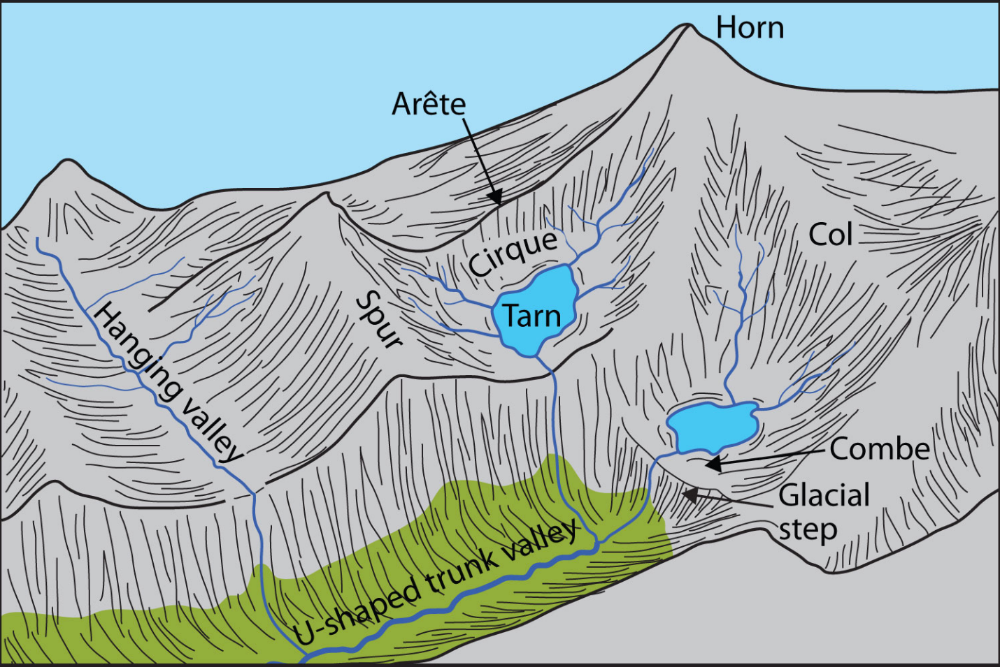 Horn
Arête
Col
Cirque
Tarn
Spur
Hanging valley
Combe
Glacial
step
U-shaped trunk valley